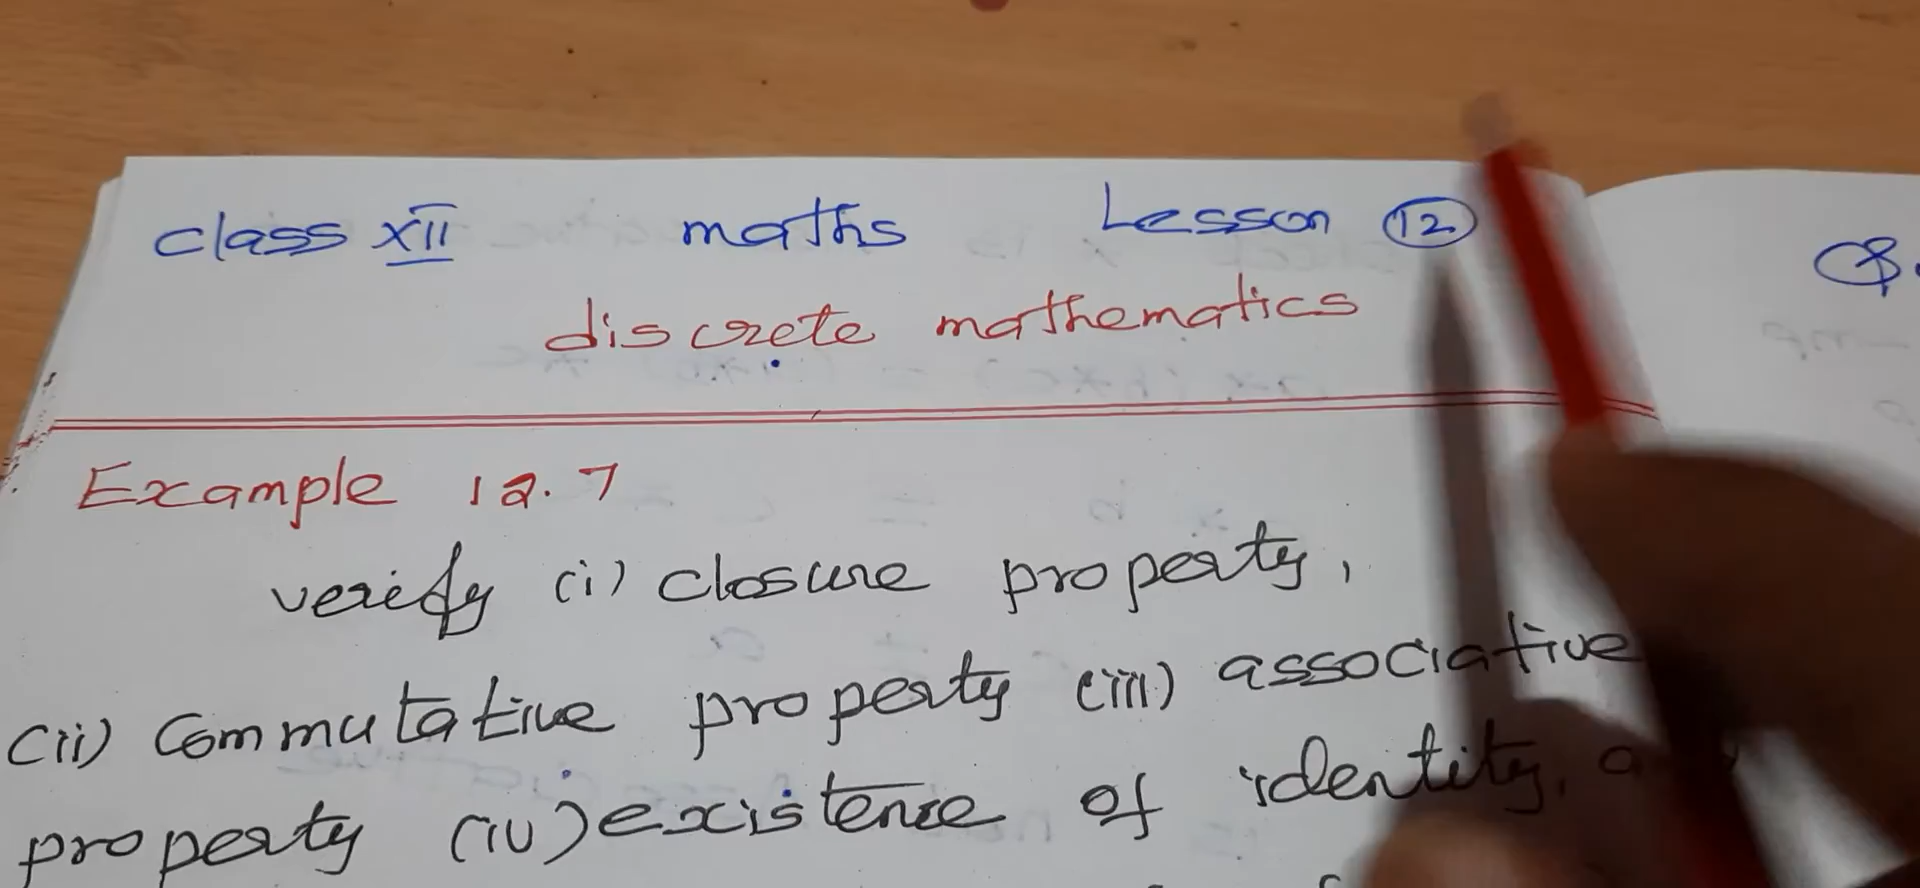 class XII maths Lesson 12
discrete mathematics
Example 12.7
verify (i) closure property,
(ii) Commutative property (iii) associative
property (iv) existence of identity,